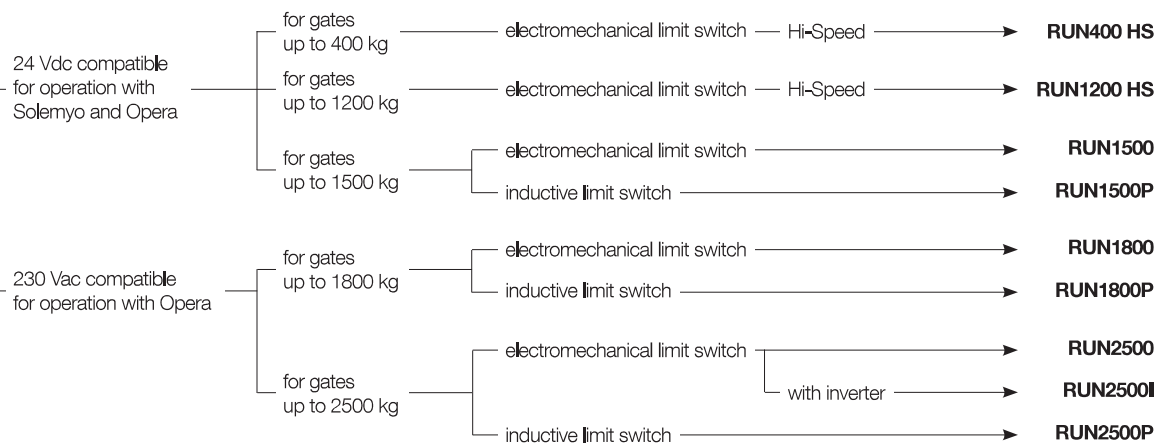 24 Vdc compatible
for operation with
Solemyo and Opera
for gates
up to 400 kg
electromechanical limit switch
Hi-Speed
RUN400 HS
for gates
up to 1200 kg
electromechanical limit switch
Hi-Speed
RUN1200 HS
for gates
up to 1500 kg
electromechanical limit switch
RUN1500
inductive limit switch
RUN1500P
230 Vac compatible
for operation with Opera
for gates
up to 1800 kg
electromechanical limit switch
RUN1800
inductive limit switch
RUN1800P
for gates
up to 2500 kg
electromechanical limit switch
RUN2500
with inverter
RUN2500I
inductive limit switch
RUN2500P